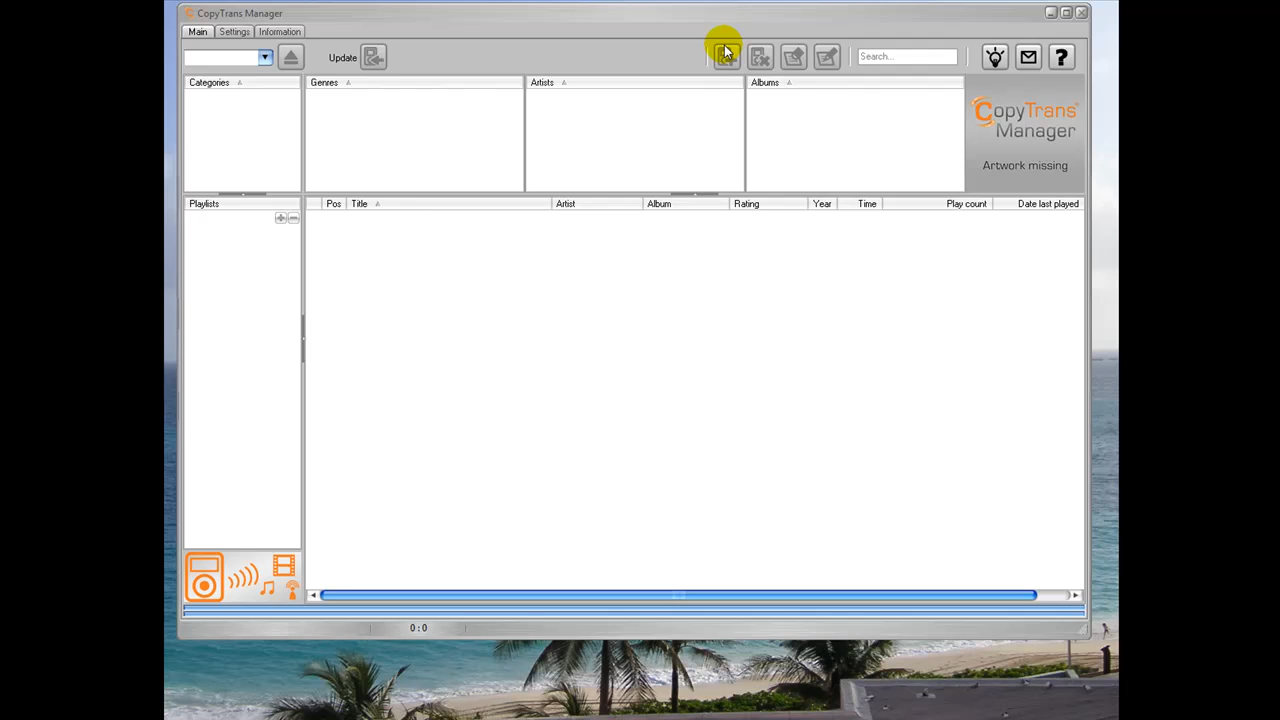 CopyTrans Manager
Main Settings Information
Update Search... ?
Categories Genres Artists Albums
CopyTrans
Manager
Artwork missing
Playlists Pos Title Artist Album Rating Year Time Play count Date last played
0:0